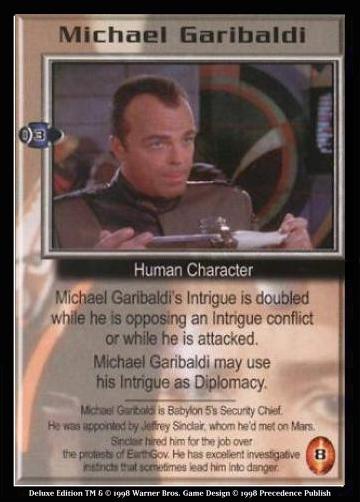 Michael Garibaldi
3
Human Character
Michael Garibaldi's Intrigue is doubled
while he is opposing an Intrigue conflict
or while he is attacked.
Michael Garibaldi may use
his Intrigue as Diplomacy.
Michael Garibaldi is Babylon 5's Security Chief.
He was appointed by Jeffrey Sinclair, whom he'd met on Mars.
Sinclair hired him for the job over
the protests of EarthGov. He has excellent investigative
instincts that sometimes lead him into danger.
8
Deluxe Edition TM & © 1998 Warner Bros. Game Design © 1998 Precedence Publish